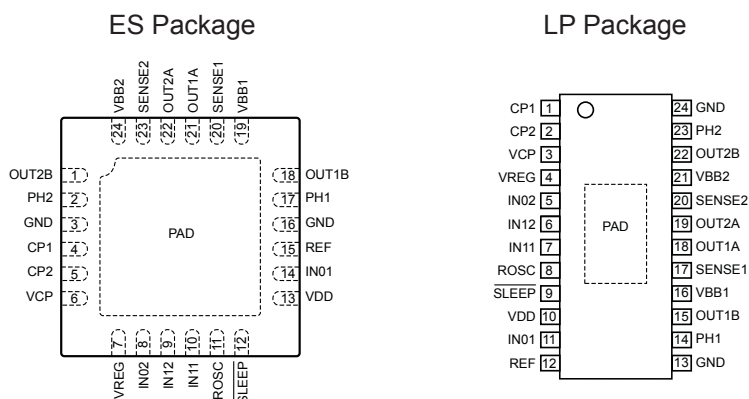 ES Package
LP Package
VBB2
SENSE2
OUT2A
OUT1A
SENSE1
VBB1
24
23
22
21
20
19
OUT2B 1
PH2 2
GND 3
CP1 4
CP2 5
VCP 6
PAD
18 OUT1B
17 PH1
16 GND
15 REF
14 IN01
13 VDD
7
8
9
10
11
12
VREG
IN02
IN12
IN11
ROSC
SLEEP
CP1 1
CP2 2
VCP 3
VREG 4
IN02 5
IN12 6
IN11 7
ROSC 8
SLEEP 9
VDD 10
IN01 11
REF 12
PAD
24 GND
23 PH2
22 OUT2B
21 VBB2
20 SENSE2
19 OUT2A
18 OUT1A
17 SENSE1
16 VBB1
15 OUT1B
14 PH1
13 GND